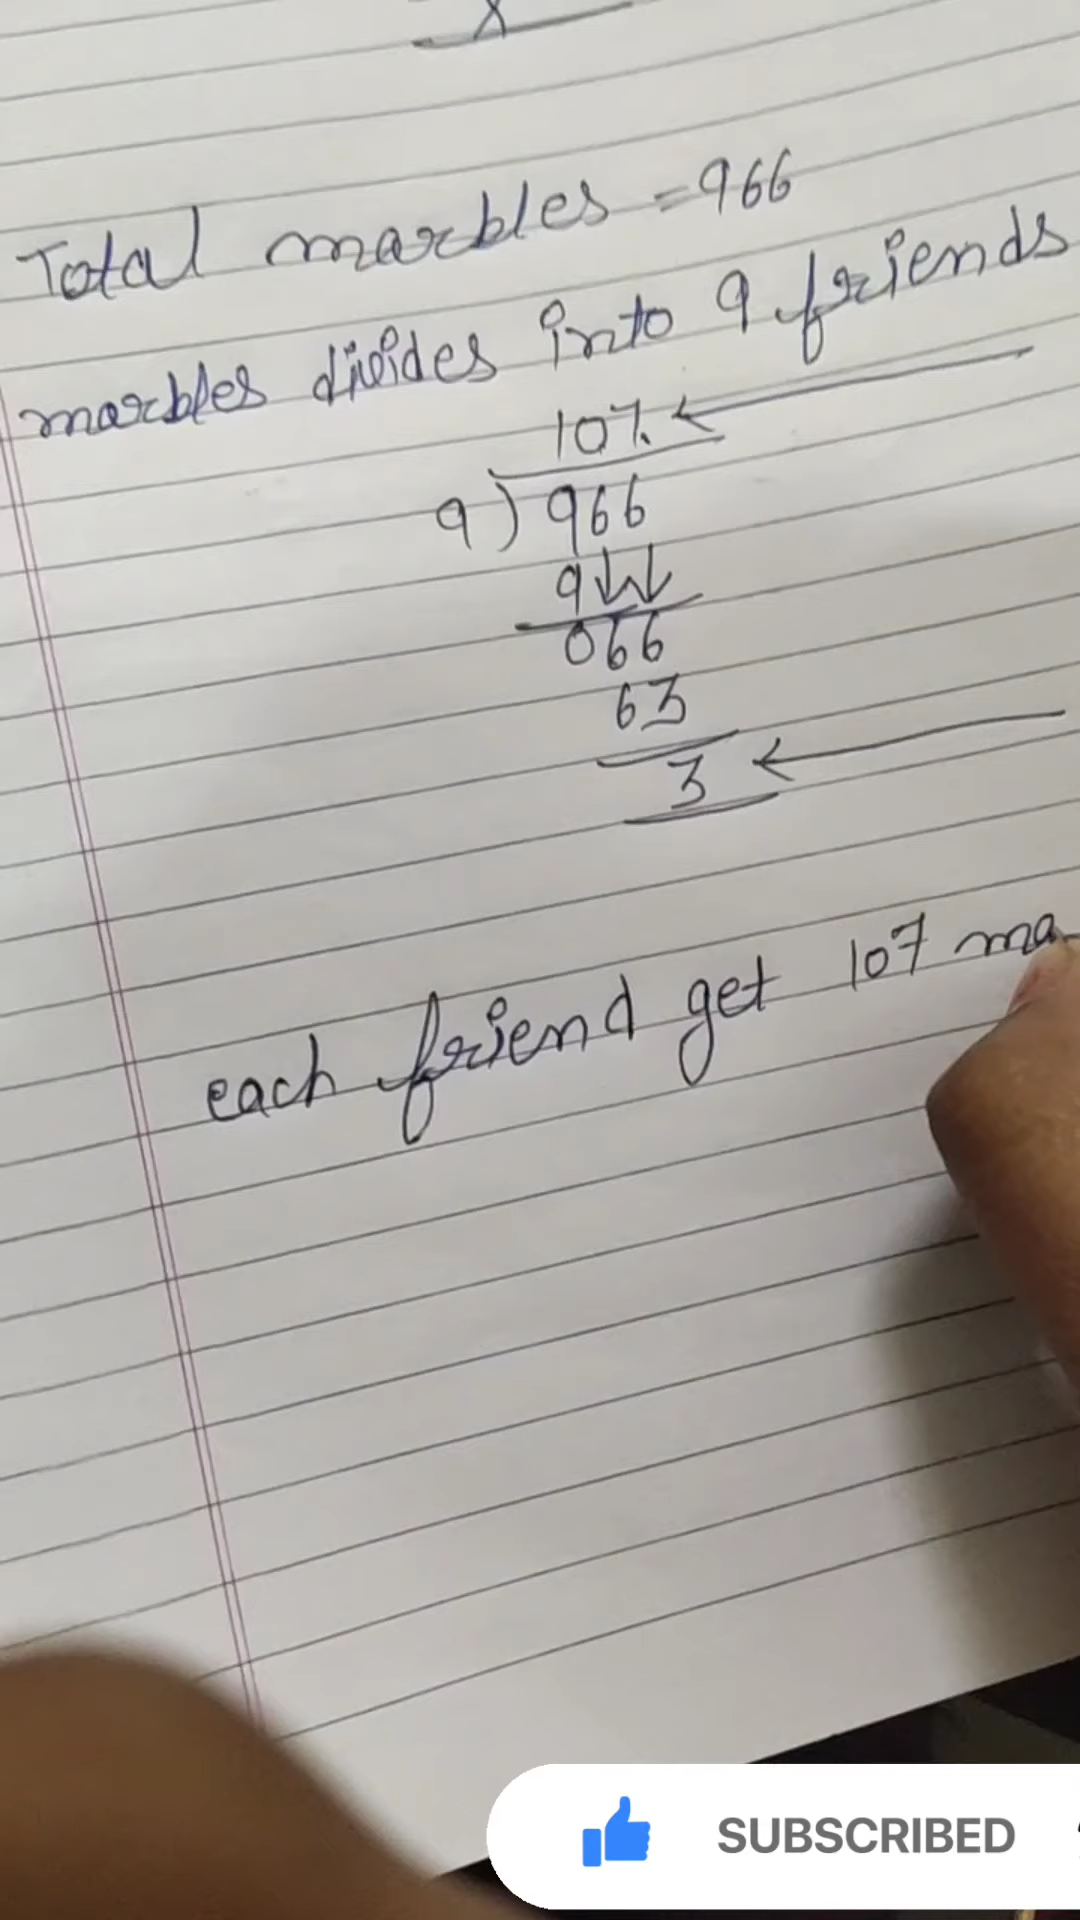 Total marbles = 966
marbles divides into 9 friends
107.
9 ) 966
9
066
63
3
each friend get 107 ma
SUBSCRIBED